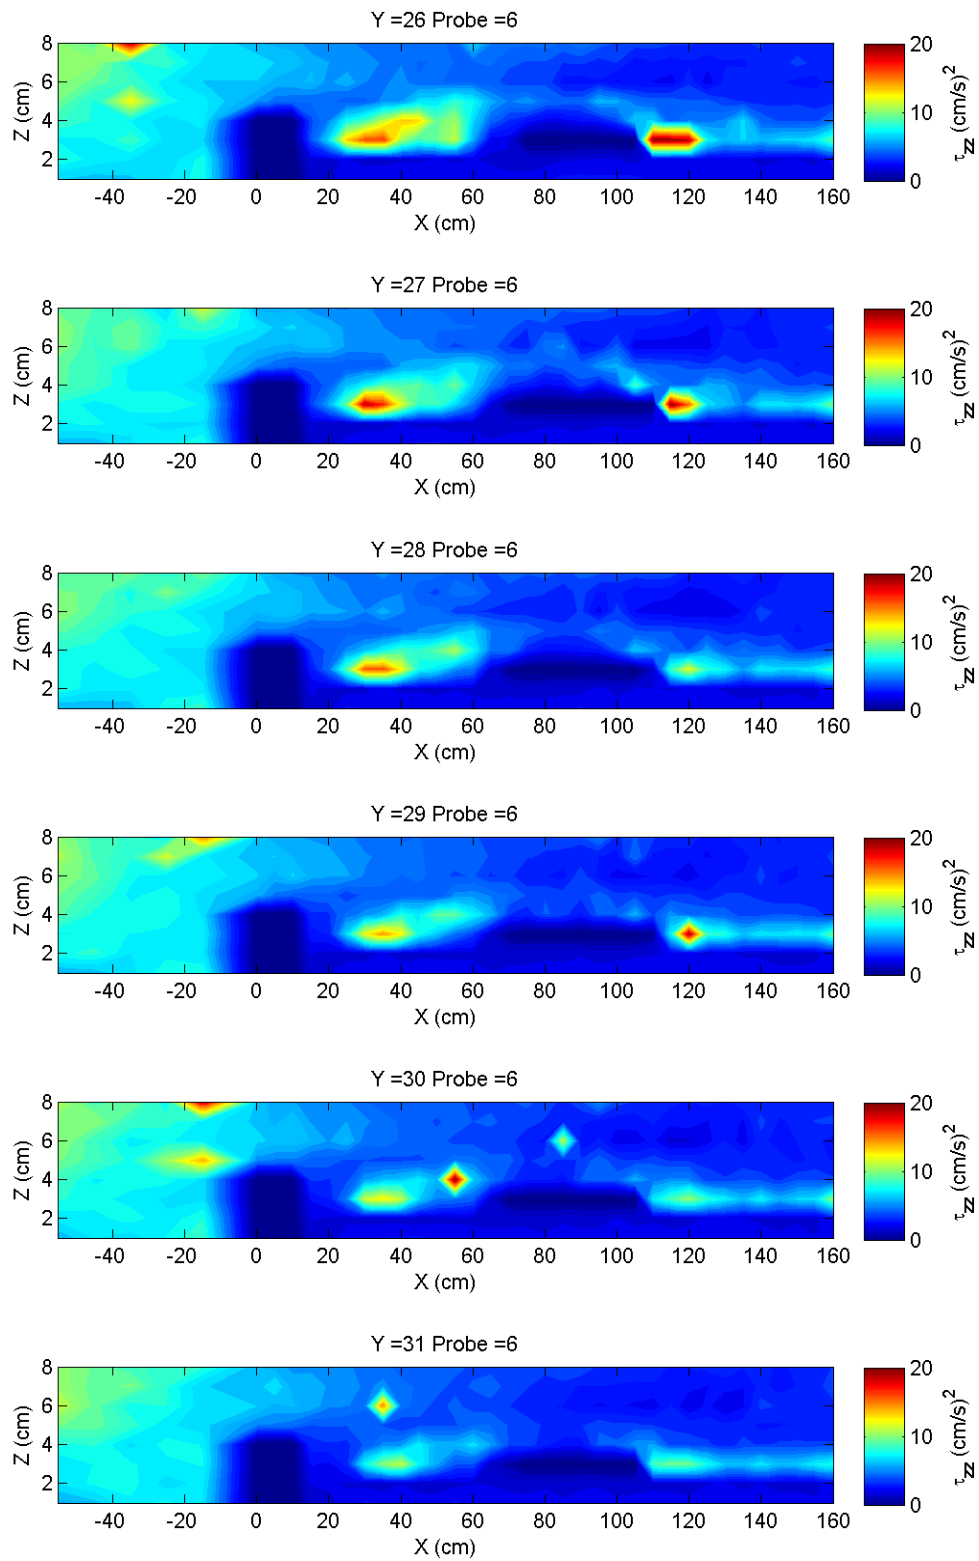 Y =26 Probe =6
8
6
4
2
Z (cm)
-40 -20 0 20 40 60 80 100 120 140 160
X (cm)
20
10
0
τzz (cm/s)²
Y =27 Probe =6
8
6
4
2
Z (cm)
-40 -20 0 20 40 60 80 100 120 140 160
X (cm)
20
10
0
τzz (cm/s)²
Y =28 Probe =6
8
6
4
2
Z (cm)
-40 -20 0 20 40 60 80 100 120 140 160
X (cm)
20
10
0
τzz (cm/s)²
Y =29 Probe =6
8
6
4
2
Z (cm)
-40 -20 0 20 40 60 80 100 120 140 160
X (cm)
20
10
0
τzz (cm/s)²
Y =30 Probe =6
8
6
4
2
Z (cm)
-40 -20 0 20 40 60 80 100 120 140 160
X (cm)
20
10
0
τzz (cm/s)²
Y =31 Probe =6
8
6
4
2
Z (cm)
-40 -20 0 20 40 60 80 100 120 140 160
X (cm)
20
10
0
τzz (cm/s)²